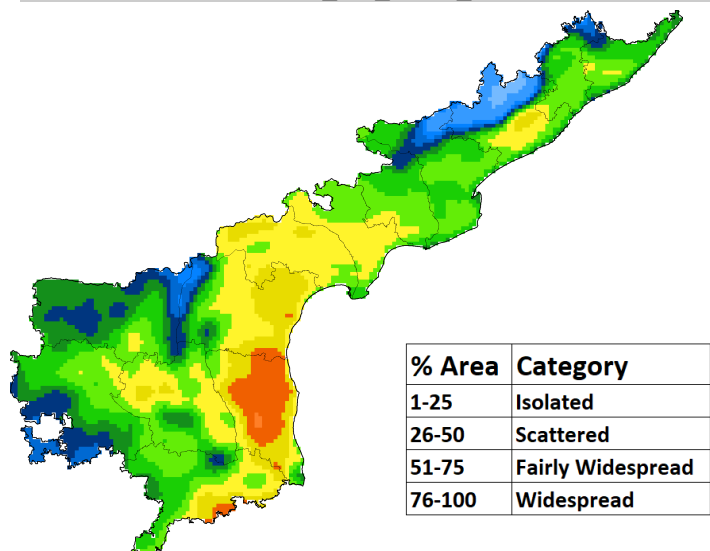 % Area Category
1-25 Isolated
26-50 Scattered
51-75 Fairly Widespread
76-100 Widespread